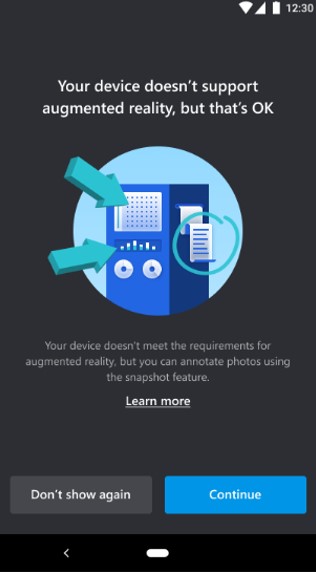 12:30
Your device doesn't support
augmented reality, but that's OK
Your device doesn't meet the requirements for
augmented reality, but you can annotate photos using
the snapshot feature.
Learn more
Don't show again
Continue